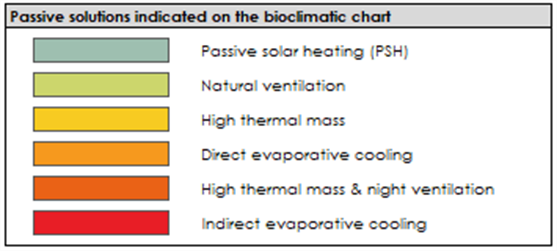 Passive solutions indicated on the bioclimatic chart
Passive solar heating (PSH)
Natural ventilation
High thermal mass
Direct evaporative cooling
High thermal mass & night ventilation
Indirect evaporative cooling